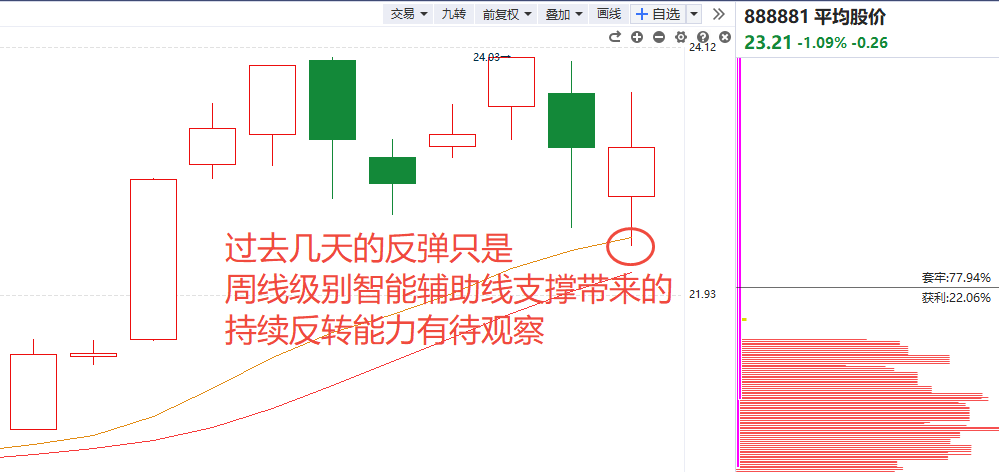 交易 九转 前复权 叠加 画线 +自选
888881 平均股价
23.21 -1.09% -0.26
24.12
24.03
过去几天的反弹只是
周线级别智能辅助线支撑带来的
持续反转能力有待观察
套牢:77.94%
21.93
获利:22.06%